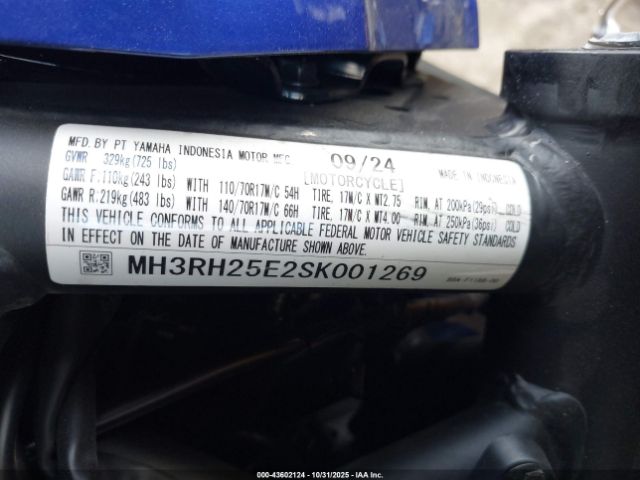 MFD. BY PT YAMAHA INDONESIA MOTOR MFG 09/24
GVWR 329kg(725 lbs) [MOTORCYCLE] MADE IN INDONESIA
GAWR F:110kg(243 lbs) WITH 110/70R17M/C 54H TIRE, 17M/C X MT2.75 RIM, AT 200kPa(29psi) COLD
GAWR R:219kg(483 lbs) WITH 140/70R17M/C 66H TIRE, 17M/C X MT4.00 RIM, AT 250kPa(36psi) COLD
THIS VEHICLE CONFORMS TO ALL APPLICABLE FEDERAL MOTOR VEHICLE SAFETY STANDARDS
IN EFFECT ON THE DATE OF MANUFACTURE SHOWN ABOVE.
MH3RH25E2SK001269
000-43602124 | 10/31/2025 | Copyright © IAA, Inc.